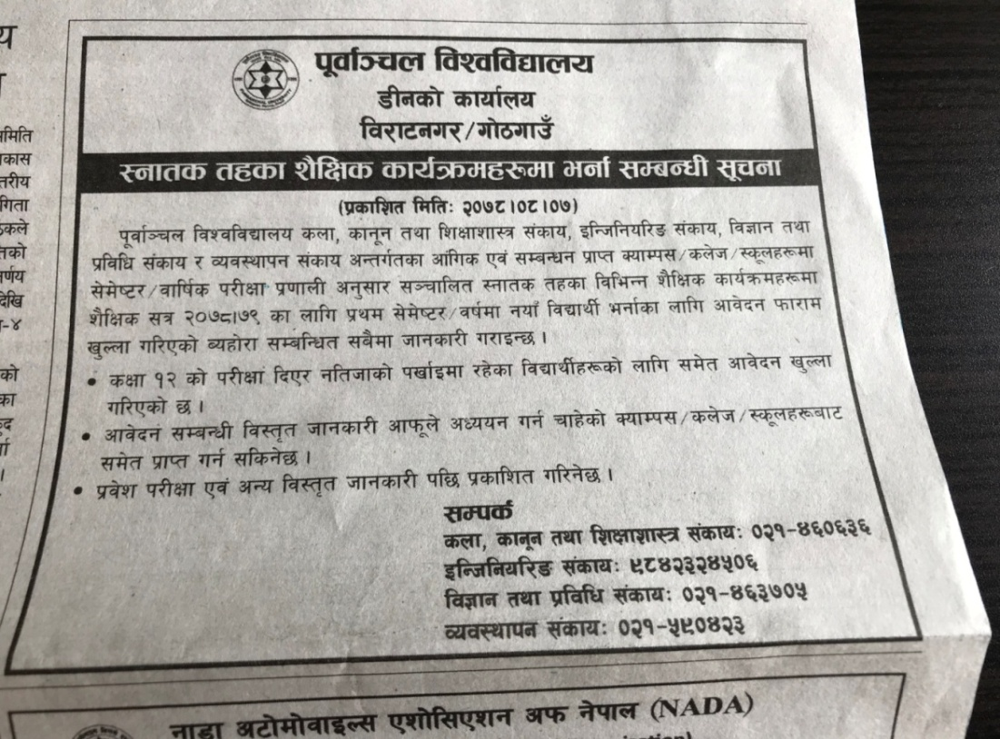 पूर्वाञ्चल विश्वविद्यालय
डीनको कार्यालय
विराटनगर/गोठगाउँ
स्नातक तहका शैक्षिक कार्यक्रमहरूमा भर्ना सम्बन्धी सूचना
(प्रकाशित मितिः २०७८।०८।०७)
पूर्वाञ्चल विश्वविद्यालय कला, कानून तथा शिक्षाशास्त्र संकाय, इन्जिनियरिङ संकाय, विज्ञान तथा
प्रविधि संकाय र व्यवस्थापन संकाय अन्तर्गतका आंगिक एवं सम्बन्धन प्राप्त क्याम्पस/कलेज/स्कूलहरूमा
सेमेष्टर/वार्षिक परीक्षा प्रणाली अनुसार सञ्चालित स्नातक तहका विभिन्न शैक्षिक कार्यक्रमहरूमा
शैक्षिक सत्र २०७८।७९ का लागि प्रथम सेमेष्टर/वर्षमा नयाँ विद्यार्थी भर्नाका लागि आवेदन फाराम
खुल्ला गरिएको ब्यहोरा सम्बन्धित सबैमा जानकारी गराइन्छ ।
• कक्षा १२ को परीक्षा दिएर नतिजाको पर्खाइमा रहेका विद्यार्थीहरूको लागि समेत आवेदन खुल्ला
गरिएको छ ।
• आवेदन सम्बन्धी विस्तृत जानकारी आफूले अध्ययन गर्न चाहेको क्याम्पस/कलेज/स्कूलहरूबाट
समेत प्राप्त गर्न सकिनेछ ।
• प्रवेश परीक्षा एवं अन्य विस्तृत जानकारी पछि प्रकाशित गरिनेछ ।
सम्पर्क
कला, कानून तथा शिक्षाशास्त्र संकायः ०२१-४६०६३६
इन्जिनियरिङ संकायः ९८४२३२४५०६
विज्ञान तथा प्रविधि संकायः ०२१-४६३७०५
व्यवस्थापन संकायः ०२१-५९०४२३
नाडा अटोमोवाइल्स एशोसिएशन अफ नेपाल (NADA)